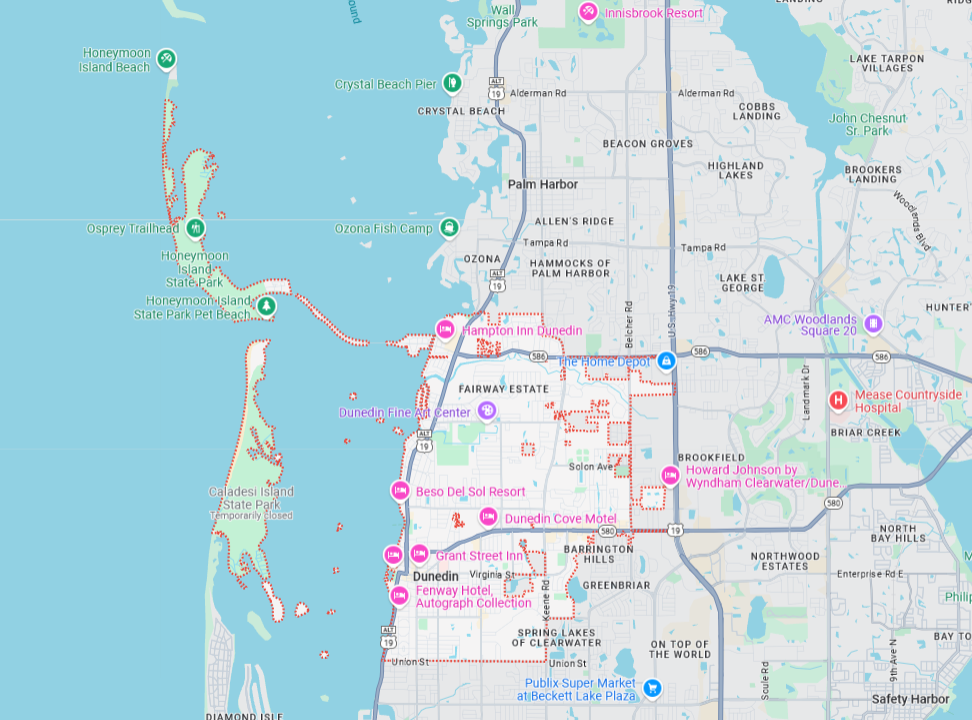 LANDING
Wall
Springs Park
Innisbrook Resort
Honeymoon
Island Beach
LAKE TARPON
VILLAGES
Crystal Beach Pier
ALT
19
Alderman Rd
Alderman Rd
CRYSTAL BEACH
COBBS
LANDING
John Chesnut
Sr. Park
BEACON GROVES
HIGHLAND
LAKES
BROOKERS
LANDING
Palm Harbor
Woodlands Blvd
Osprey Trailhead
Ozona Fish Camp
ALLEN'S RIDGE
Tampa Rd
Tampa Rd
OZONA
HAMMOCKS OF
PALM HARBOR
Honeymoon
Island
State Park
LAKE ST.
GEORGE
ALT
19
Honeymoon Island
State Park Pet Beach
U.S. Hwy 19
Belcher Rd
HUNTER
AMC Woodlands
Square 20
Hampton Inn Dunedin
586
The Home Depot
586
586
FAIRWAY ESTATE
Landmark Dr
Mease Countryside
Hospital
Dunedin Fine Art Center
ALT
19
BRIAR CREEK
BROOKFIELD
Solon Ave
Howard Johnson by
Wyndham Clearwater/Dune...
Caladesi Island
State Park
Temporarily closed
Beso Del Sol Resort
580
Dunedin Cove Motel
580
19
NORTH
BAY HILLS
Grant Street Inn
BARRINGTON
HILLS
NORTHWOOD
ESTATES
Dunedin
Virginia St
Enterprise Rd E
Fenway Hotel,
Autograph Collection
Keene Rd
GREENBRIAR
Philip
ALT
19
SPRING LAKES
OF CLEARWATER
ON TOP OF
THE WORLD
BAY TO
9th Ave N
Union St
Union St
Soule Rd
Publix Super Market
at Beckett Lake Plaza
Safety Harbor
DIAMOND ISLE